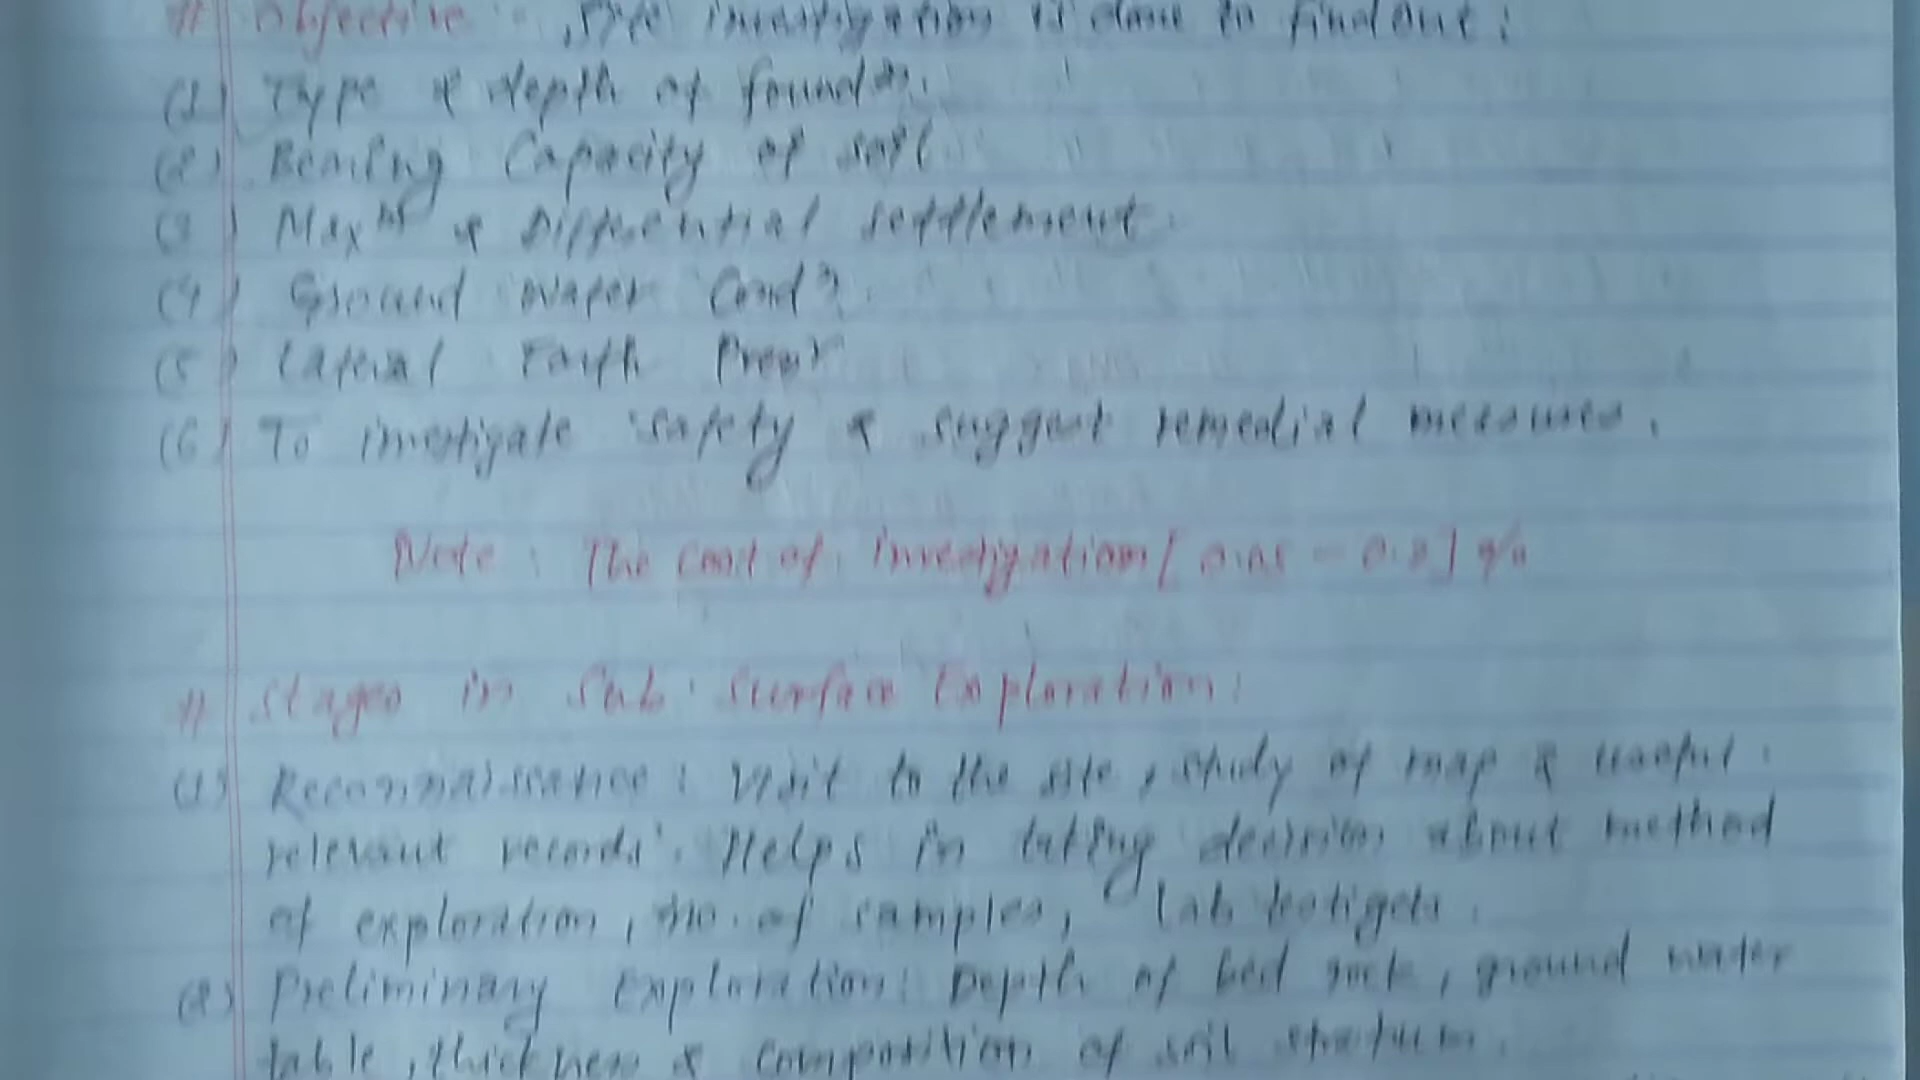 # Objective : Site investigation is done to find out :
(1) Type & depth of foundⁿ.
(2) Bearing Capacity of soil
(3) Maxᵐ & Differential settlement.
(4) Ground water Condⁿ.
(5) Lateral Earth Presʳ
(6) To investigate safety & suggest remedial measures.
Note : The cost of investigation [ 0.05 - 0.2] %
# Stages in Sub Surface Exploration :
(1) Reconnaissance : Visit to the site, study of map & useful
relevant records. Helps in taking decision about method
of exploration, no. of samples, lab
(2) Preliminary Exploration : Depth of bed rock, ground water
table, thickness & composition of soil stratum.